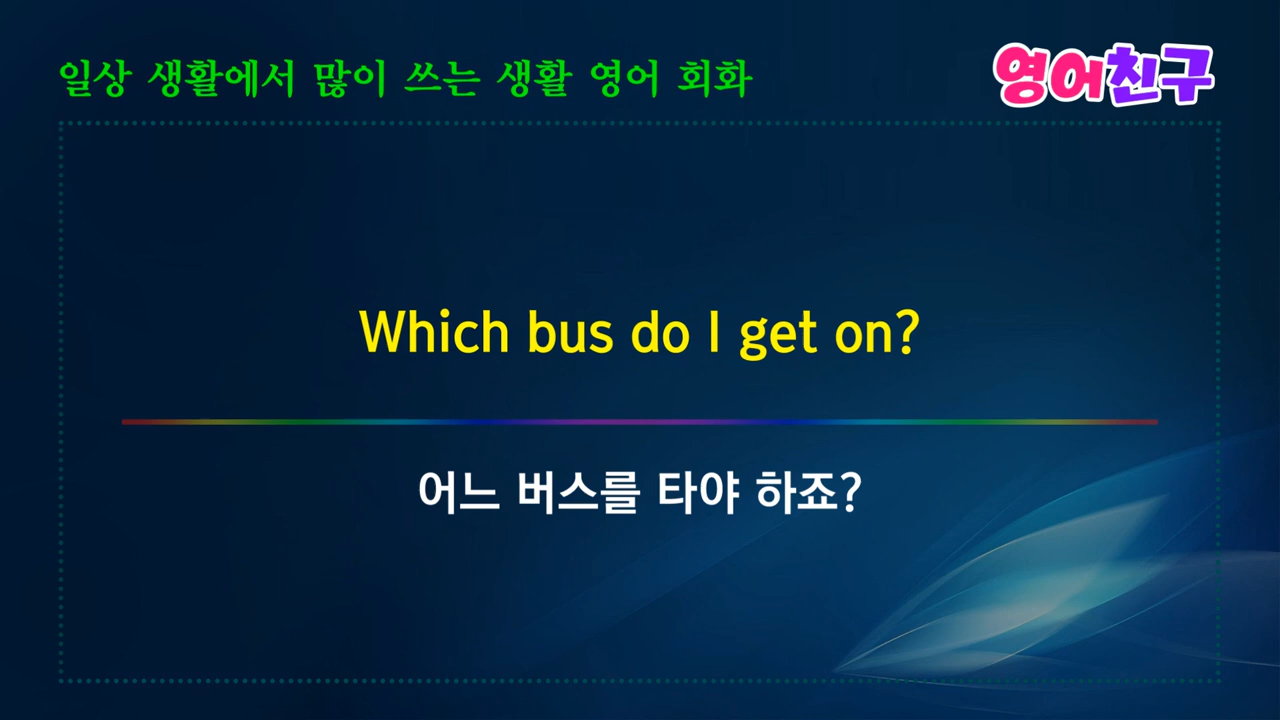 일상 생활에서 많이 쓰는 생활 영어 회화
영어친구
Which bus do I get on?
어느 버스를 타야 하죠?